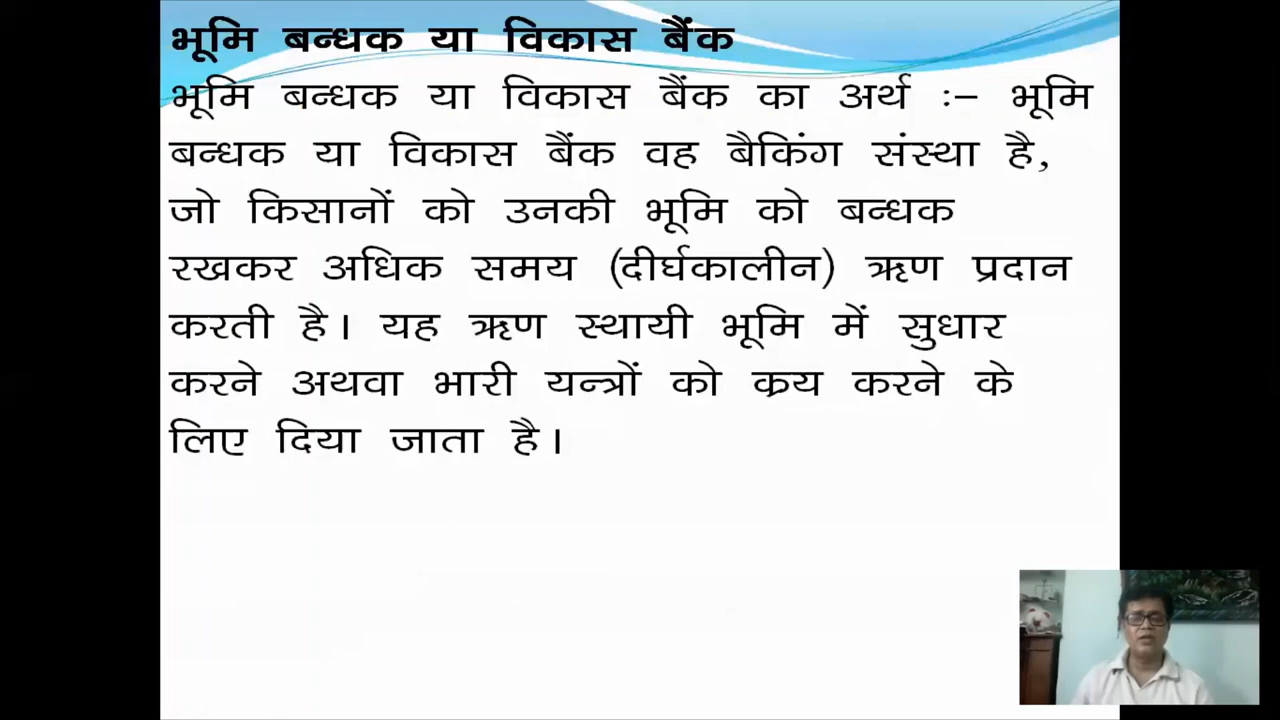 भूमि बन्धक या विकास बैंक
भूमि बन्धक या विकास बैंक का अर्थ :– भूमि
बन्धक या विकास बैंक वह बैकिंग संस्था है,
जो किसानों को उनकी भूमि को बन्धक
रखकर अधिक समय (दीर्घकालीन) ऋण प्रदान
करती है। यह ऋण स्थायी भूमि में सुधार
करने अथवा भारी यन्त्रों को क्रय करने के
लिए दिया जाता है।